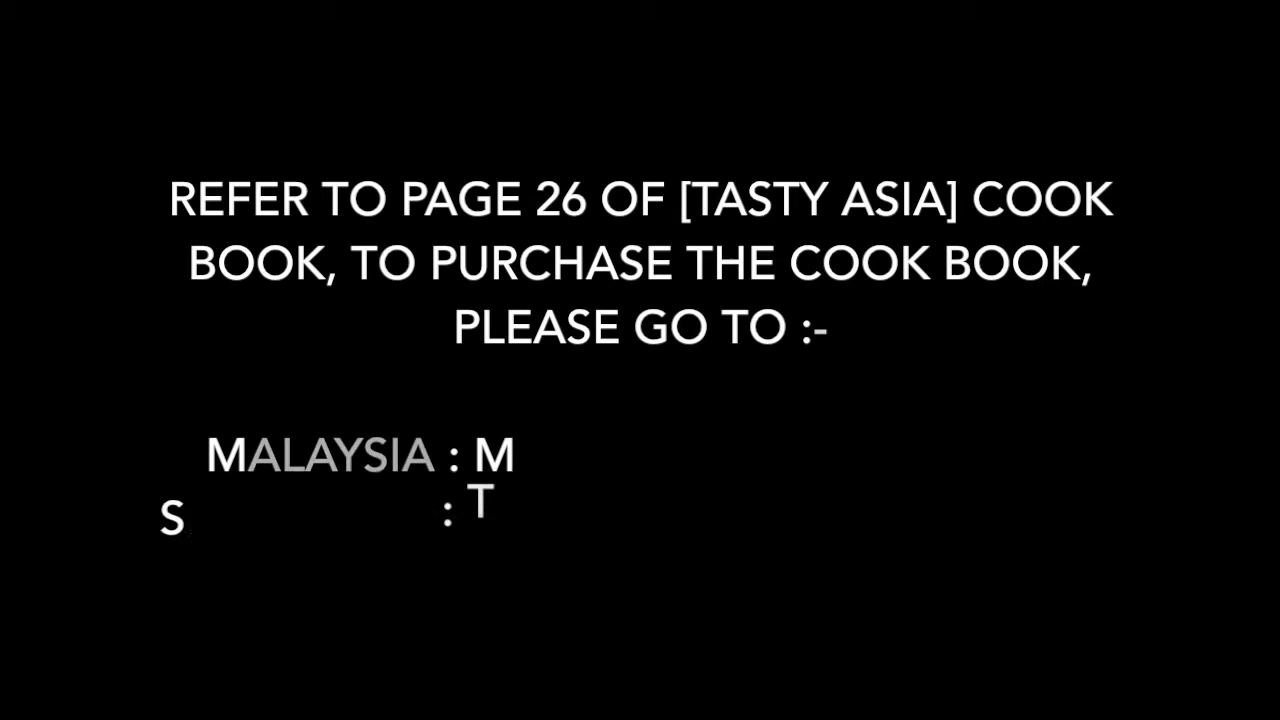 REFER TO PAGE 26 OF [TASTY ASIA] COOK
BOOK, TO PURCHASE THE COOK BOOK,
PLEASE GO TO :-
MALAYSIA : M
S : T